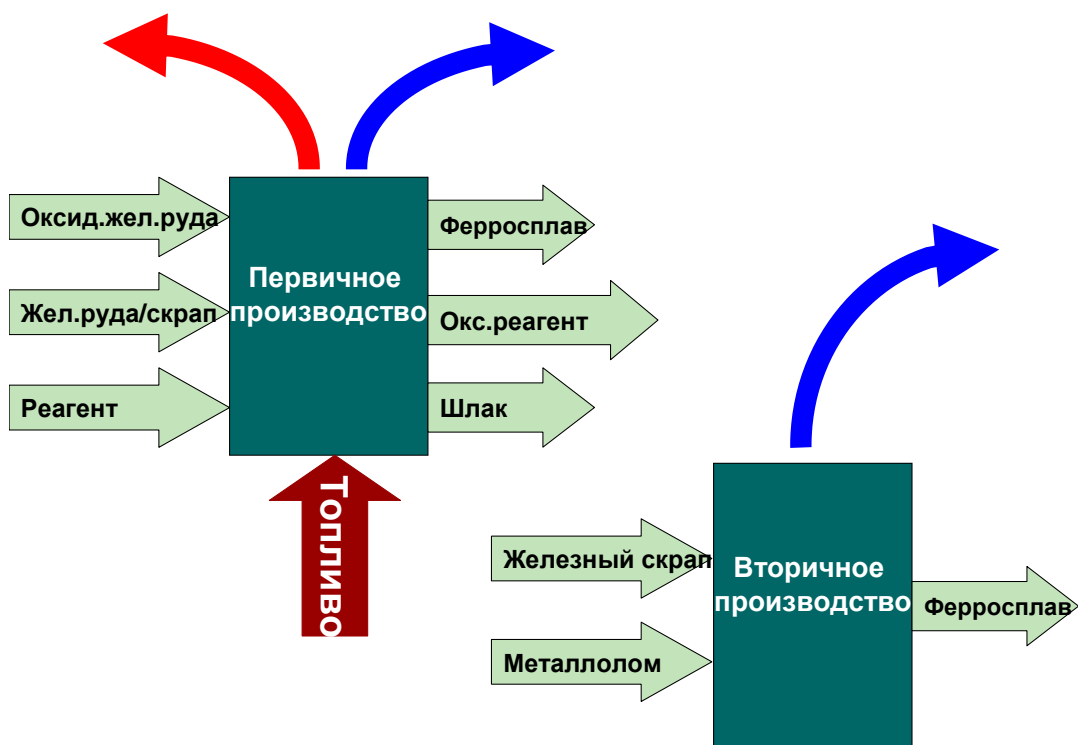 Оксид.жел.руда
Жел.руда/скрап
Реагент
Первичное
производство
Ферросплав
Окс.реагент
Шлак
Топливо
Железный скрап
Металлолом
Вторичное
производство
Ферросплав